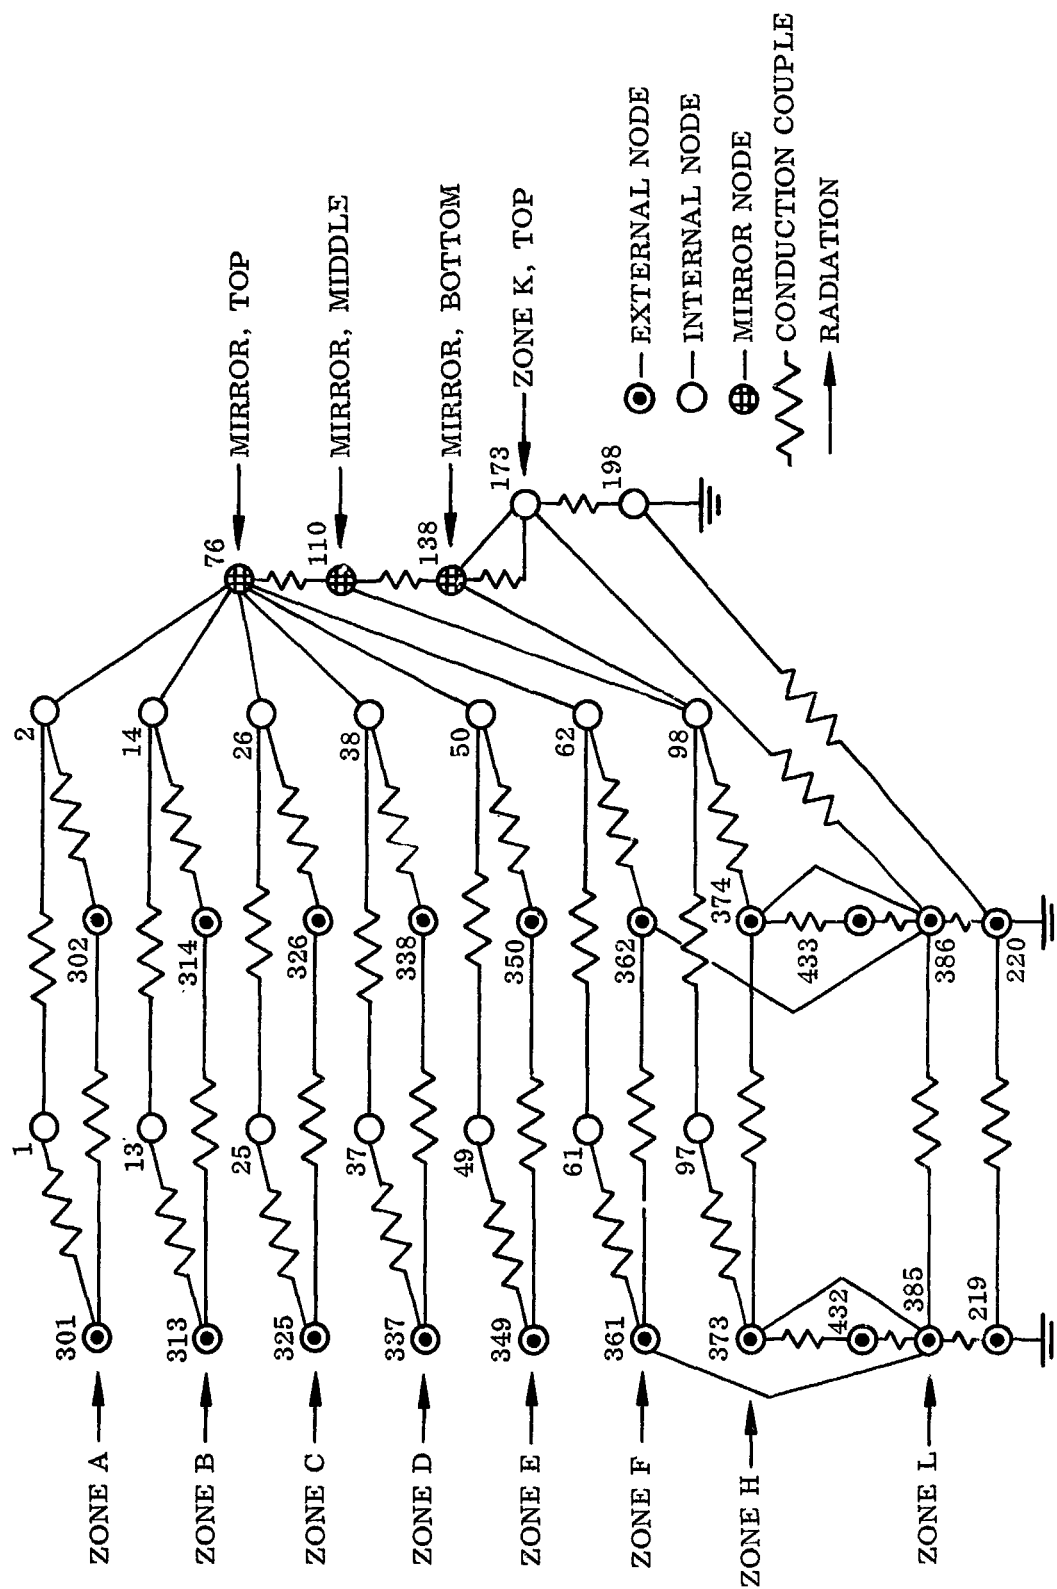 MIRROR, TOP
MIRROR, MIDDLE
MIRROR, BOTTOM
ZONE K, TOP
EXTERNAL NODE
INTERNAL NODE
MIRROR NODE
CONDUCTION COUPLE
RADIATION
76
110
138
173
198
2
14
26
38
50
62
98
302
314
326
338
350
362
374
433
386
220
1
13
25
37
49
61
97
301
313
325
337
349
361
373
432
385
219
ZONE A
ZONE B
ZONE C
ZONE D
ZONE E
ZONE F
ZONE H
ZONE L